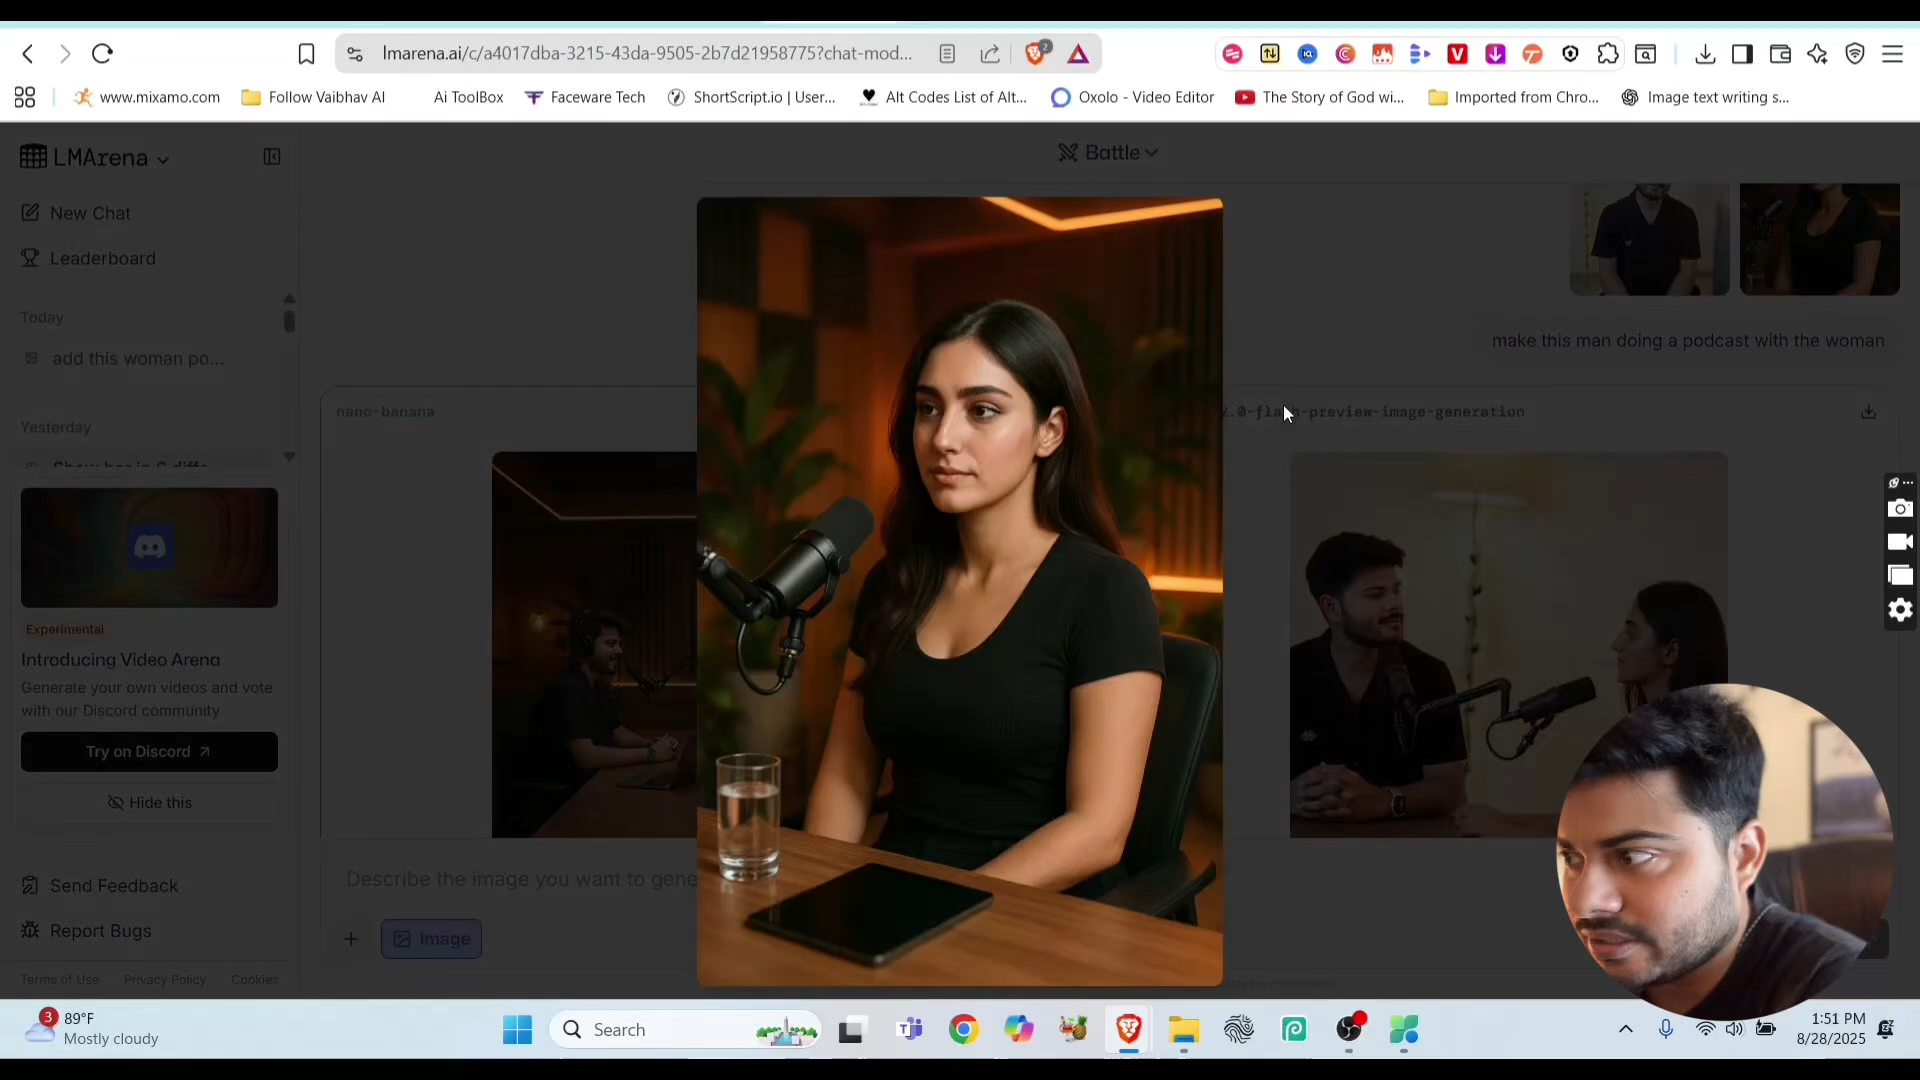 lmarena.ai/c/a4017dba-3215-43da-9505-2b7d21958775?chat-mod...
2
www.mixamo.com
Follow Vaibhav AI
Ai ToolBox
Faceware Tech
ShortScript.io | User...
Alt Codes List of Alt...
Oxolo - Video Editor
The Story of God wi...
Imported from Chro...
Image text writing s...
LMArena
Battle
New Chat
Leaderboard
Today
add this woman po...
Yesterday
make this man doing a podcast with the woman
nano-banana
2.0-flash-preview-image-generation
Experimental
Introducing Video Arena
Generate your own videos and vote
with our Discord community
Try on Discord
Hide this
Describe the image you want to gene
Image
Send Feedback
Report Bugs
Terms of Use
Privacy Policy
Cookies
3
89°F
Mostly cloudy
Search
1:51 PM
8/28/2025